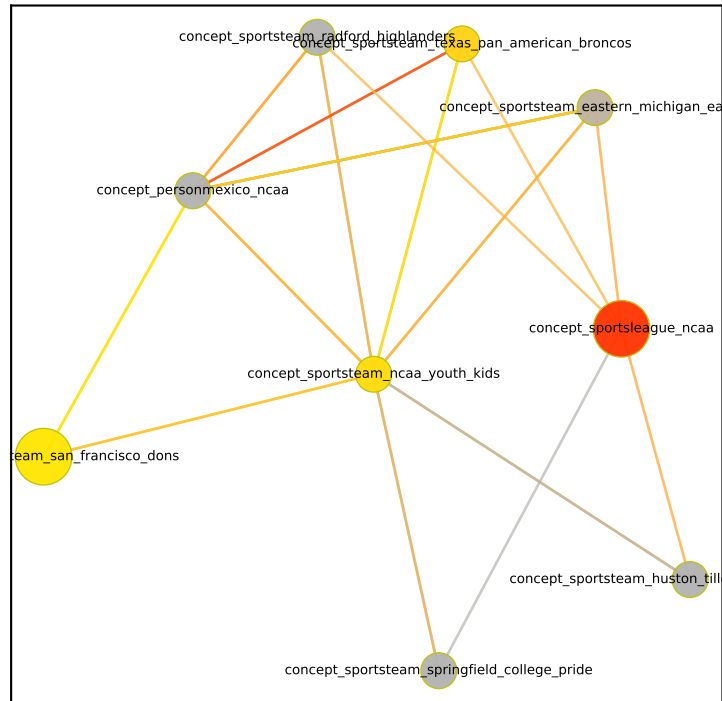 concept_sportsteam_radford_highlanders
concept_sportsteam_texas_pan_american_broncos
concept_sportsteam_eastern_michigan_ea
concept_personmexico_ncaa
concept_sportsleague_ncaa
concept_sportsteam_ncaa_youth_kids
team_san_francisco_dons
concept_sportsteam_huston_till
concept_sportsteam_springfield_college_pride